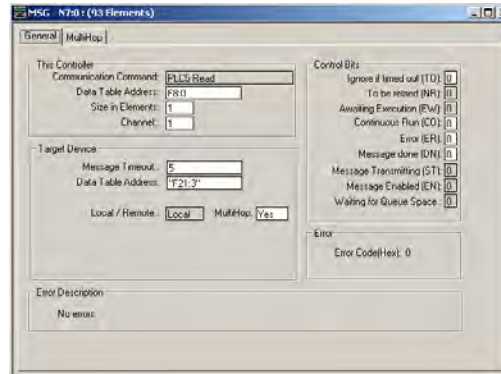 MSG - N7:0 : (93 Elements)
General MultiHop
This Controller
Communication Command: PLC5 Read
Data Table Address: F8:0
Size in Elements: 1
Channel: 1
Target Device
Message Timeout: 5
Data Table Address: "F21:3"
Local / Remote: Local MultiHop: Yes
Control Bits
Ignore if timed out (TO): 0
To be retried (NR): 0
Awaiting Execution (EW): 0
Continuous Run (CO): 0
Error (ER): 0
Message done (DN): 0
Message Transmitting (ST): 0
Message Enabled (EN): 0
Waiting for Queue Space: 0
Error
Error Code(Hex): 0
Error Description
No errors